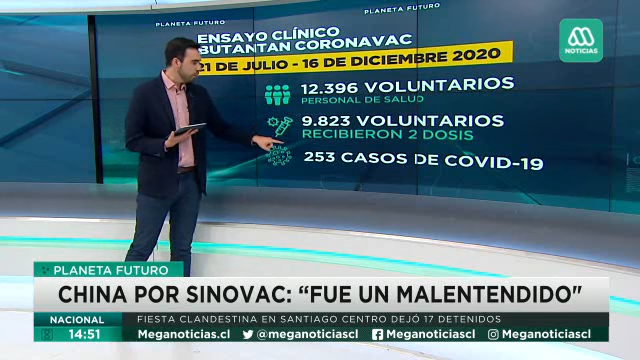 PLANETA FUTURO
PLANETA FUTURO
ENSAYO CLÍNICO
BUTANTAN CORONAVAC
21 DE JULIO - 16 DE DICIEMBRE 2020
12.396 VOLUNTARIOS
PERSONAL DE SALUD
9.823 VOLUNTARIOS
RECIBIERON 2 DOSIS
253 CASOS DE COVID-19
NOTICIAS
PLANETA FUTURO
CHINA POR SINOVAC: “FUE UN MALENTENDIDO"
NACIONAL
FIESTA CLANDESTINA EN SANTIAGO CENTRO DEJÓ 17 DETENIDOS
14:51
Meganoticias.cl
@meganoticiascl
Meganoticiascl
Meganoticiascl